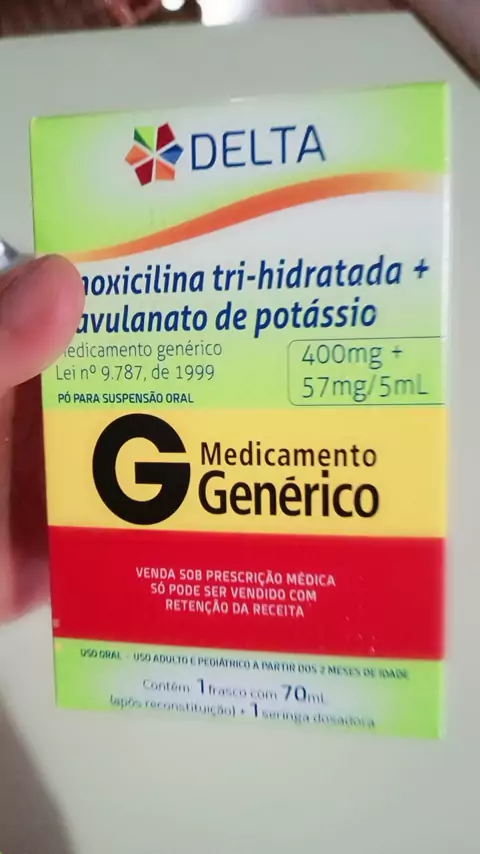 DELTA
noxicilina tri-hidratada +
avulanato de potássio
edicamento genérico
Lei nº 9.787, de 1999
PÓ PARA SUSPENSÃO ORAL
400mg +
57mg/5mL
G Medicamento
Genérico
VENDA SOB PRESCRIÇÃO MÉDICA
SÓ PODE SER VENDIDO COM
RETENÇÃO DA RECEITA
USO ORAL - USO ADULTO E PEDIÁTRICO A PARTIR DOS 2 MESES DE IDADE
Contém 1 frasco com 70mL
(após reconstituição) + 1 seringa dosadora